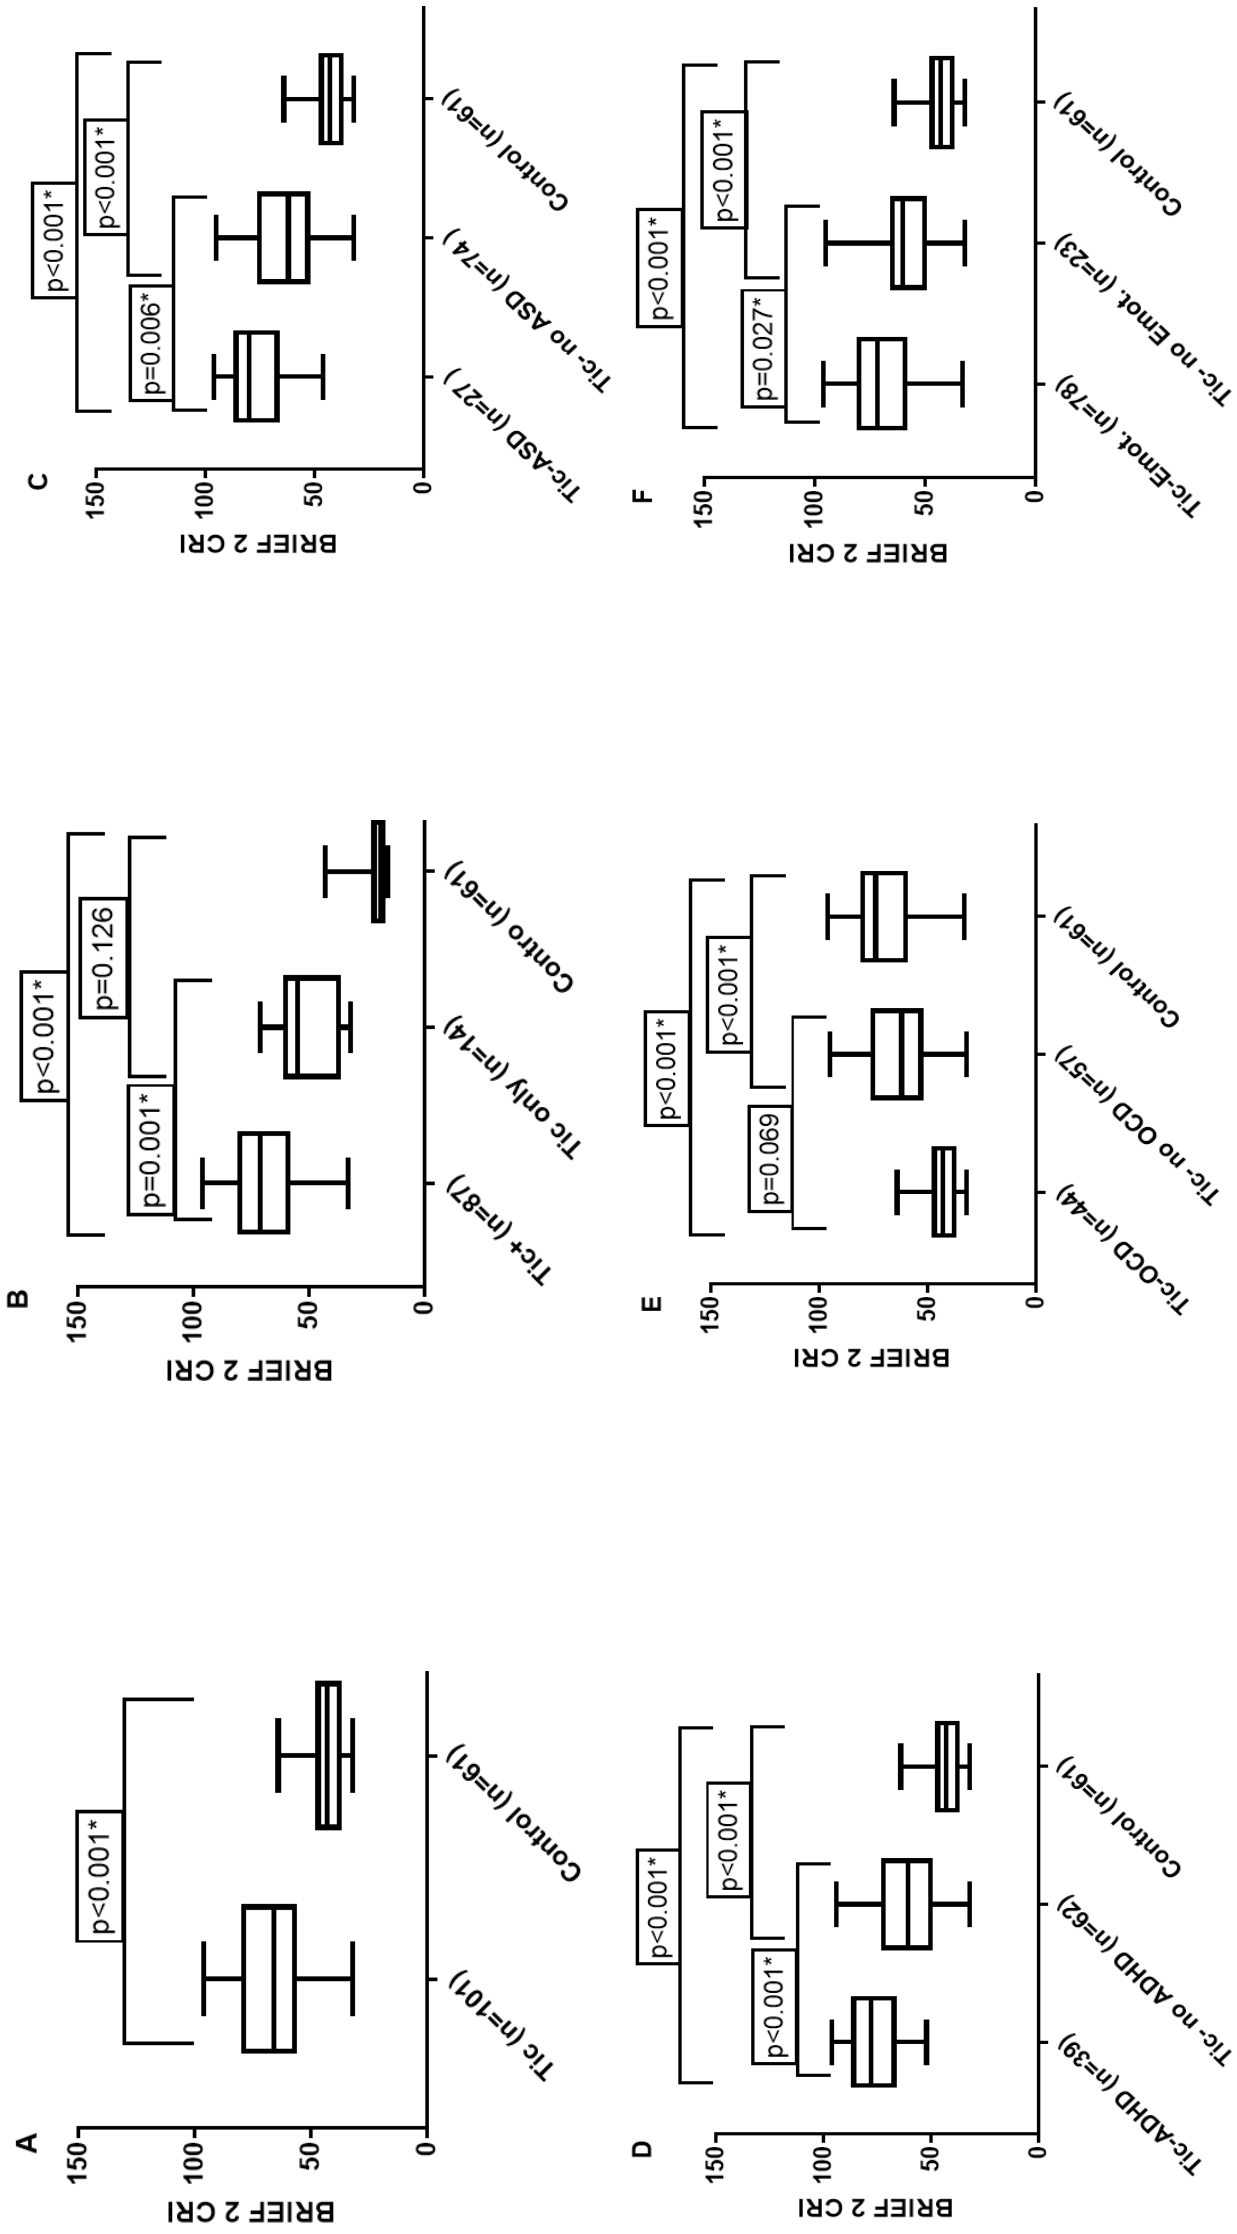 A
p<0.001*
BRIEF 2 CRI
150
100
50
0
Tic (n=101)
Control (n=61)
B
p<0.001*
p=0.126
p=0.001*
BRIEF 2 CRI
150
100
50
0
Tic+ (n=87)
Tic only (n=14)
Contro (n=61)
C
p<0.001*
p<0.001*
p=0.006*
BRIEF 2 CRI
150
100
50
0
Tic-ASD (n=27)
Tic- no ASD (n=74 )
Control (n=61)
D
p<0.001*
p<0.001*
p<0.001*
BRIEF 2 CRI
150
100
50
0
Tic-ADHD (n=39)
Tic- no ADHD (n=62)
Control (n=61)
E
p<0.001*
p<0.001*
p=0.069
BRIEF 2 CRI
150
100
50
0
Tic-OCD (n=44)
Tic- no OCD (n=57)
Control (n=61)
F
p<0.001*
p<0.001*
p=0.027*
BRIEF 2 CRI
150
100
50
0
Tic-Emot. (n=78)
Tic- no Emot. (n=23)
Control (n=61)